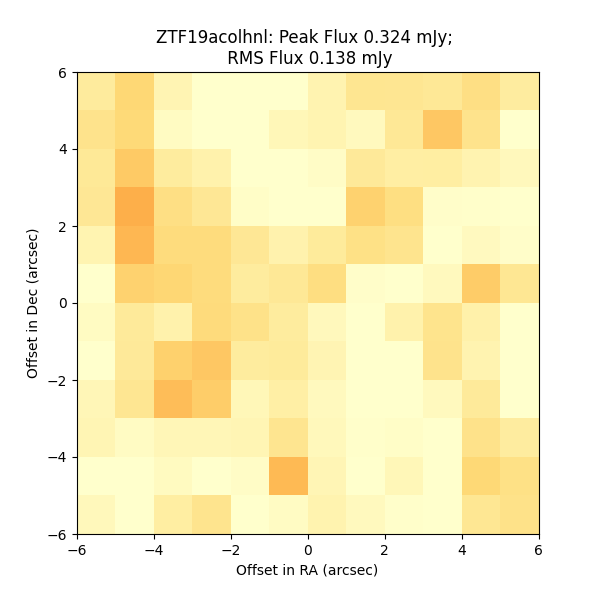 ZTF19acolhnl: Peak Flux 0.324 mJy;
RMS Flux 0.138 mJy
6
4
2
0
−2
−4
−6
Offset in Dec (arcsec)
−6 −4 −2 0 2 4 6
Offset in RA (arcsec)